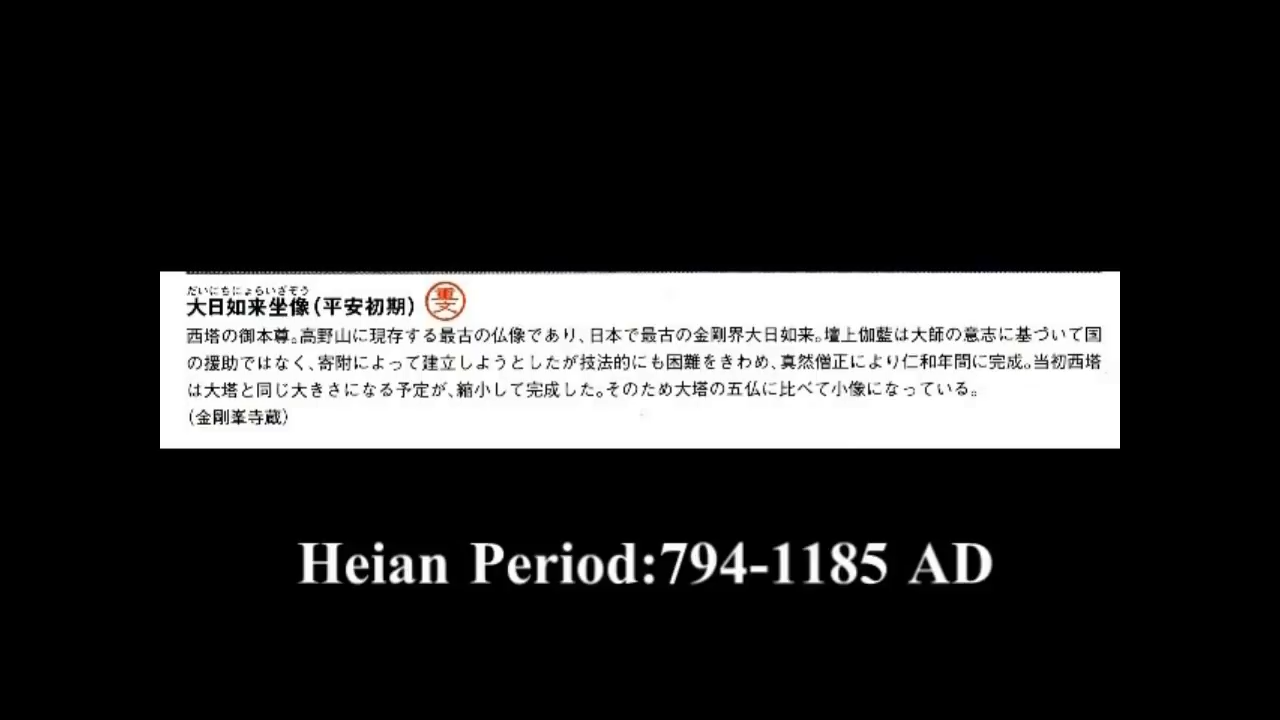 だいにちにょらいざぞう
大日如来坐像(平安初期) 重文
西塔の御本尊。高野山に現存する最古の仏像であり、日本で最古の金剛界大日如来。壇上伽藍は大師の意志に基づいて国
の援助ではなく、寄附によって建立しようとしたが技法的にも困難をきわめ、真然僧正により仁和年間に完成。当初西塔
は大塔と同じ大きさになる予定が、縮小して完成した。そのため大塔の五仏に比べて小像になっている。
(金剛峯寺蔵)
Heian Period:794-1185 AD